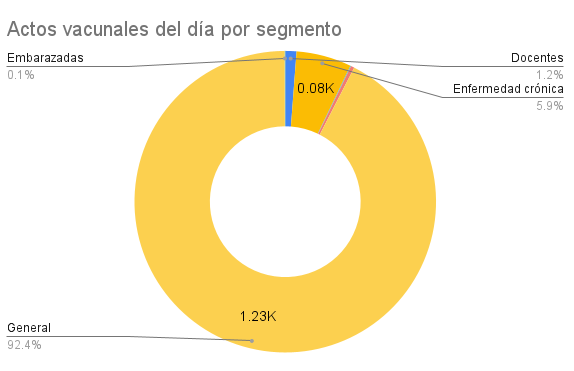 Actos vacunales del día por segmento
Embarazadas
0.1%
Docentes
1.2%
Enfermedad crónica
5.9%
0.08K
1.23K
General
92.4%